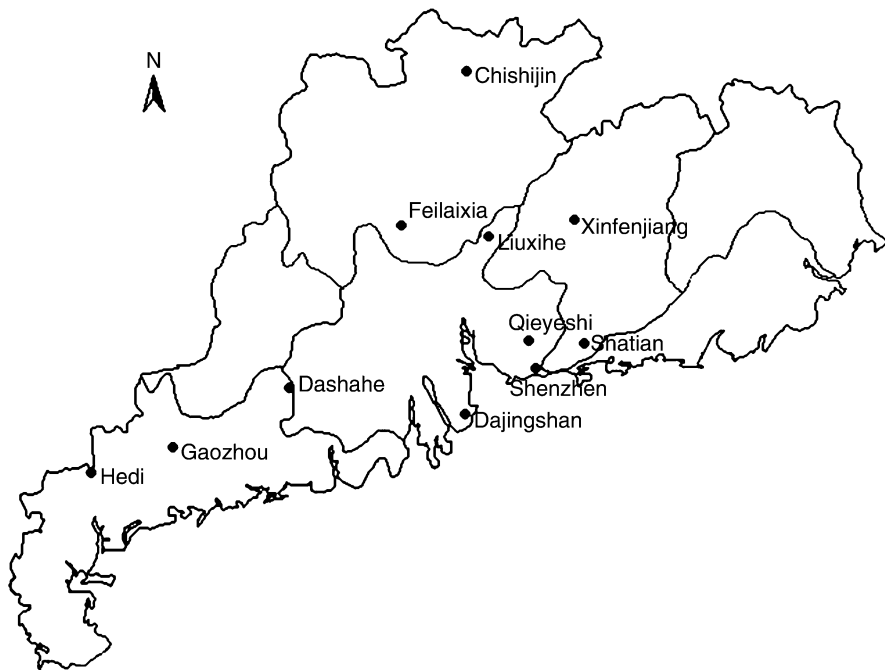 N
Chishijin
Feilaixia
Xinfenjiang
Liuxihe
Qieyeshi
Shatian
Shenzhen
Dashahe
Dajingshan
Gaozhou
Hedi